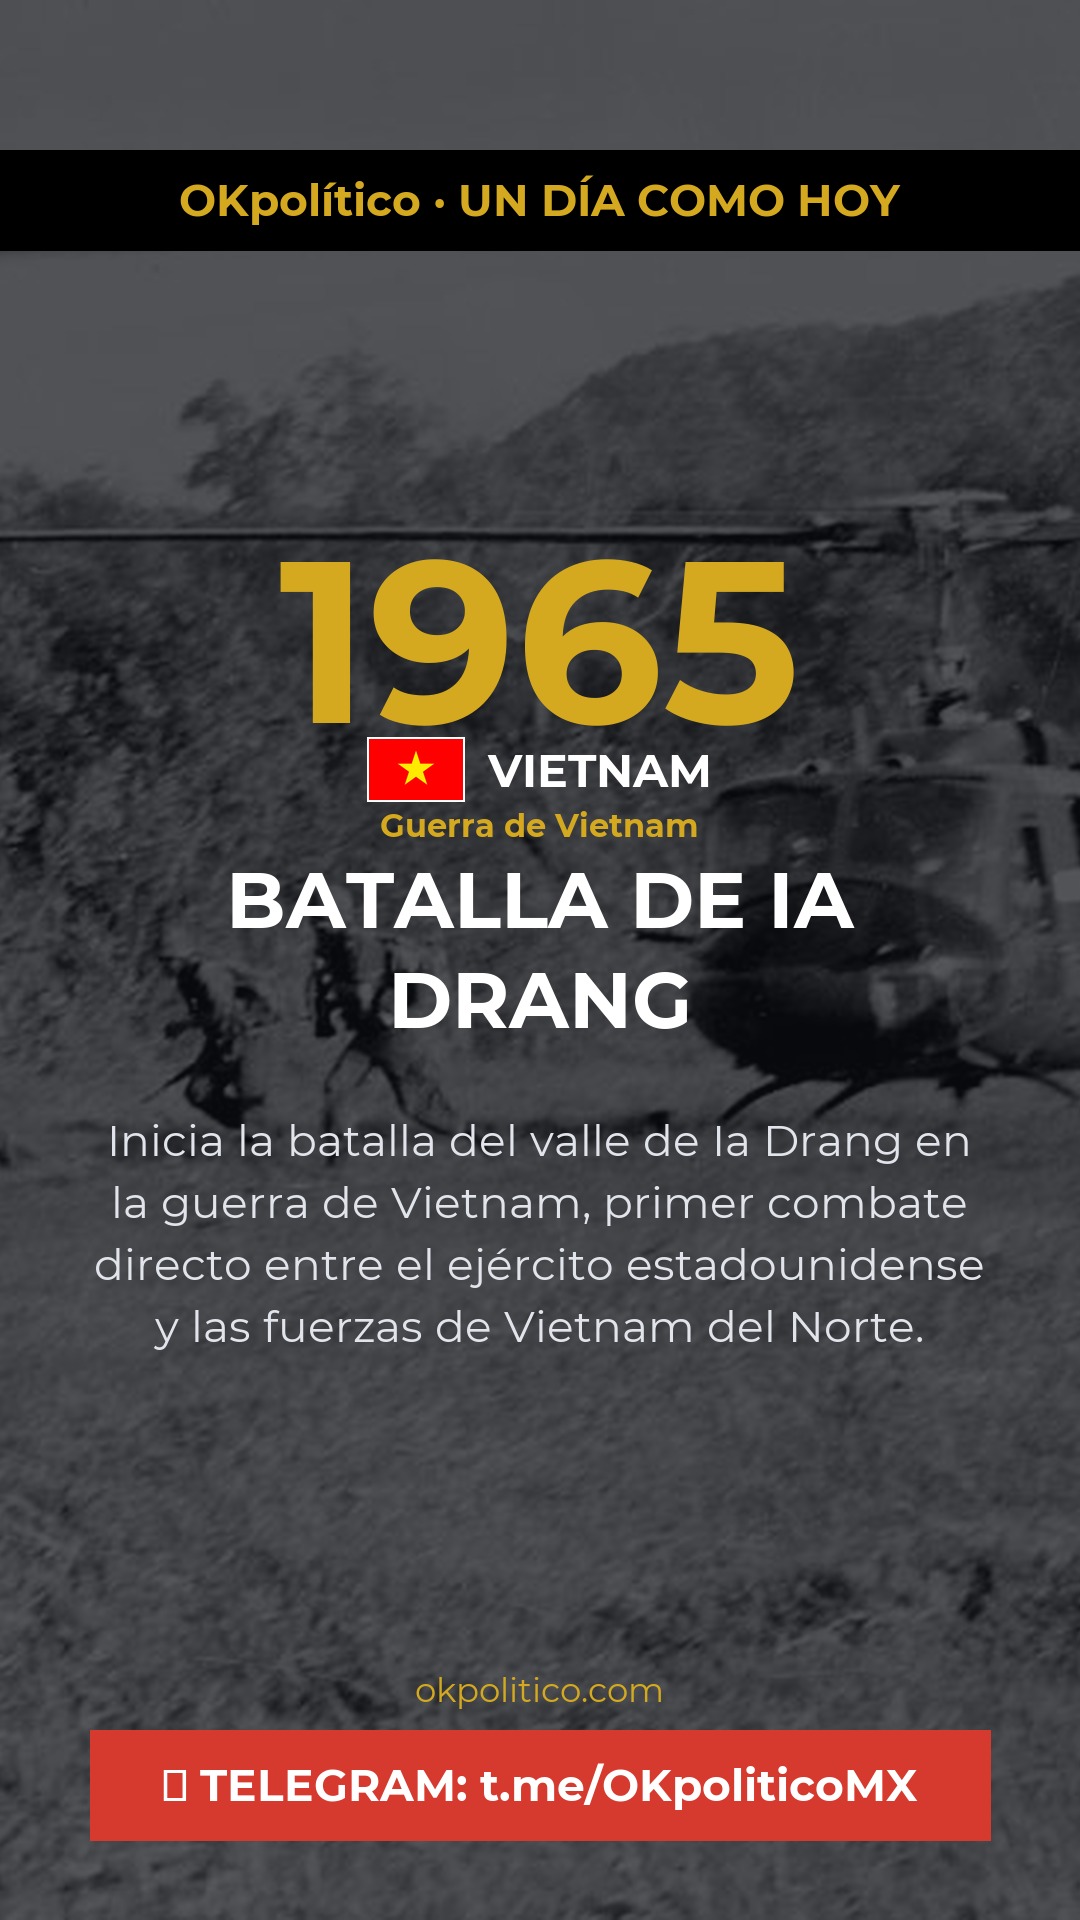 OKpolítico · UN DÍA COMO HOY
1965
VIETNAM
Guerra de Vietnam
BATALLA DE IA
DRANG
Inicia la batalla del valle de Ia Drang en
la guerra de Vietnam, primer combate
directo entre el ejército estadounidense
y las fuerzas de Vietnam del Norte.
okpolitico.com
TELEGRAM: t.me/OKpoliticoMX